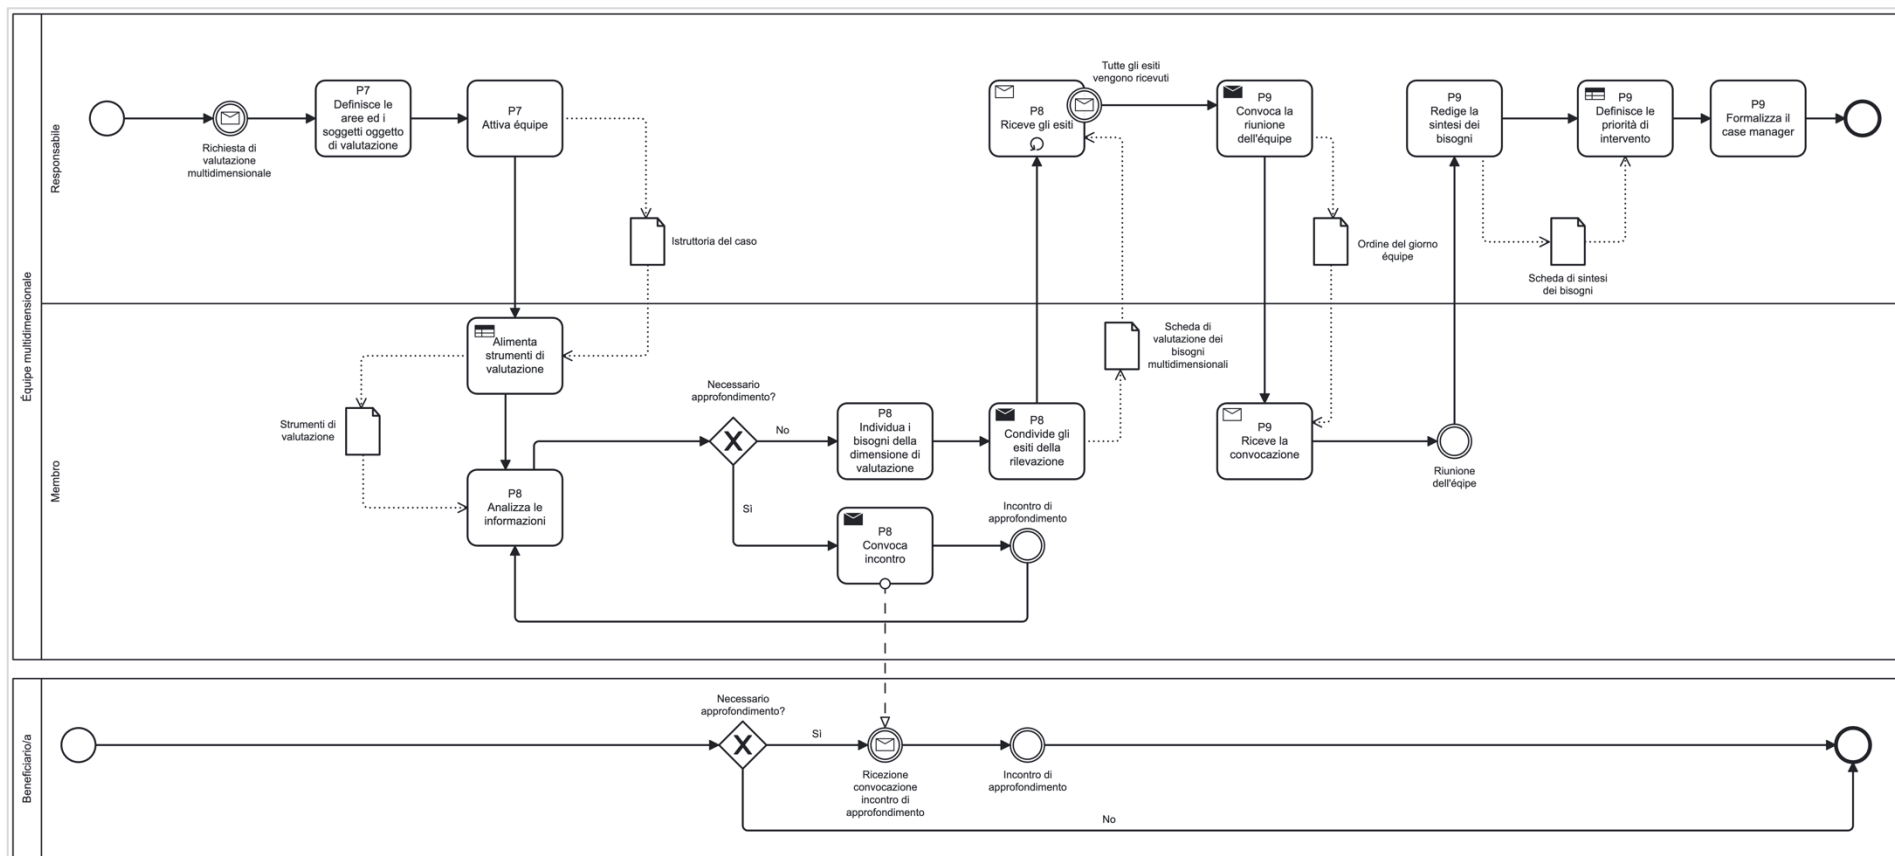 Équipe multidimensionale
Responsabile
Richiesta di
valutazione
multidimensionale
P7
Definisce le
aree ed i
soggetti oggetto
di valutazione
P7
Attiva équipe
Istruttoria del caso
P8
Riceve gli esiti
Tutte gli esiti
vengono ricevuti
P9
Convoca la
riunione
dell'équipe
Ordine del giorno
équipe
P9
Redige la
sintesi dei
bisogni
Scheda di sintesi
dei bisogni
P9
Definisce le
priorità di
intervento
P9
Formalizza il
case manager
Membro
Alimenta
strumenti di
valutazione
Strumenti di
valutazione
P8
Analizza le
informazioni
Necessario
approfondimento?
No
Sì
P8
Individua i
bisogni della
dimensione di
valutazione
P8
Condivide gli
esiti della
rilevazione
Scheda di
valutazione dei
bisogni
multidimensionali
P8
Convoca
incontro
Incontro di
approfondimento
P9
Riceve la
convocazione
Riunione
dell'éqipe
Beneficiario/a
Necessario
approfondimento?
Sì
Ricezione
convocazione
incontro di
approfondimento
Incontro di
approfondimento
No